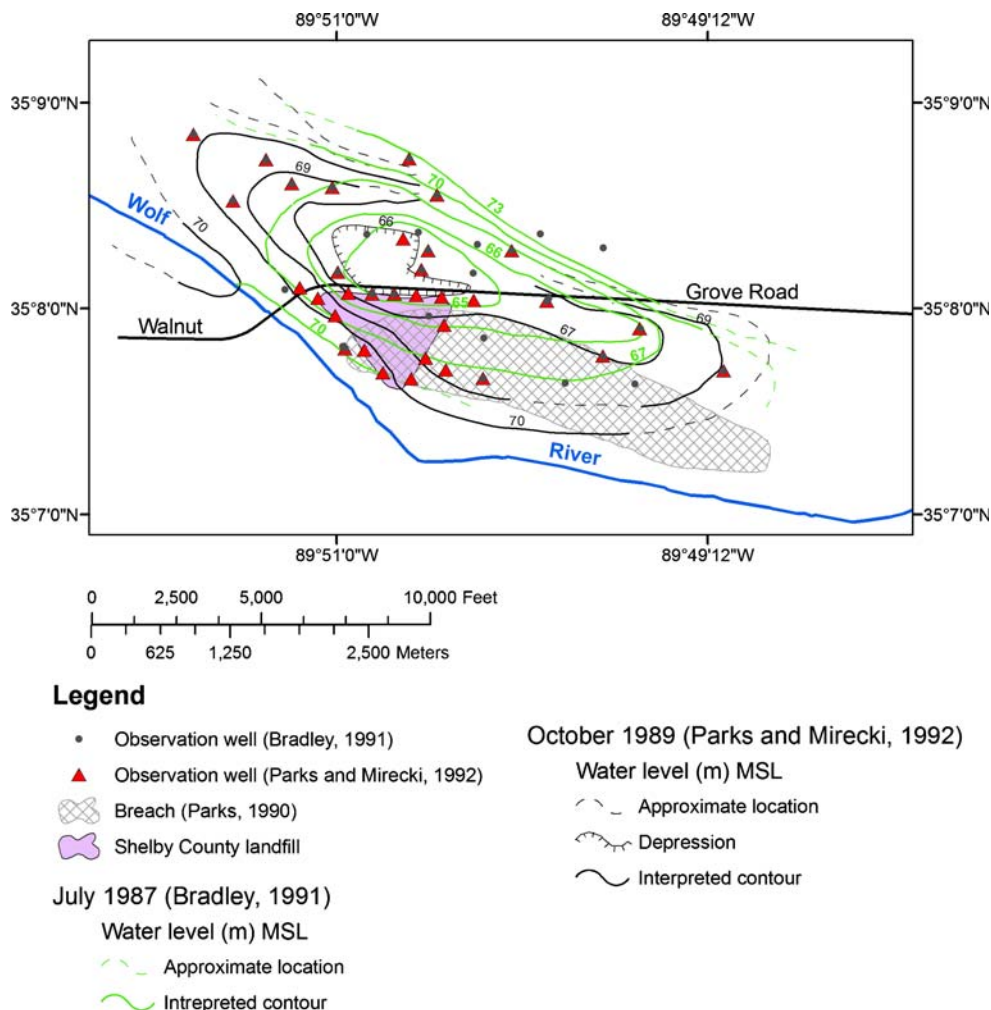 89°51'0"W 89°49'12"W
35°9'0"N 35°9'0"N
69
70
73
Wolf
70
66
66
65
Grove Road
35°8'0"N 35°8'0"N
Walnut
70
67
69
67
70
River
35°7'0"N 35°7'0"N
89°51'0"W 89°49'12"W
0 2,500 5,000 10,000 Feet
0 625 1,250 2,500 Meters
Legend
Observation well (Bradley, 1991)
Observation well (Parks and Mirecki, 1992)
Breach (Parks, 1990)
Shelby County landfill
July 1987 (Bradley, 1991)
Water level (m) MSL
Approximate location
Intrepreted contour
October 1989 (Parks and Mirecki, 1992)
Water level (m) MSL
Approximate location
Depression
Interpreted contour